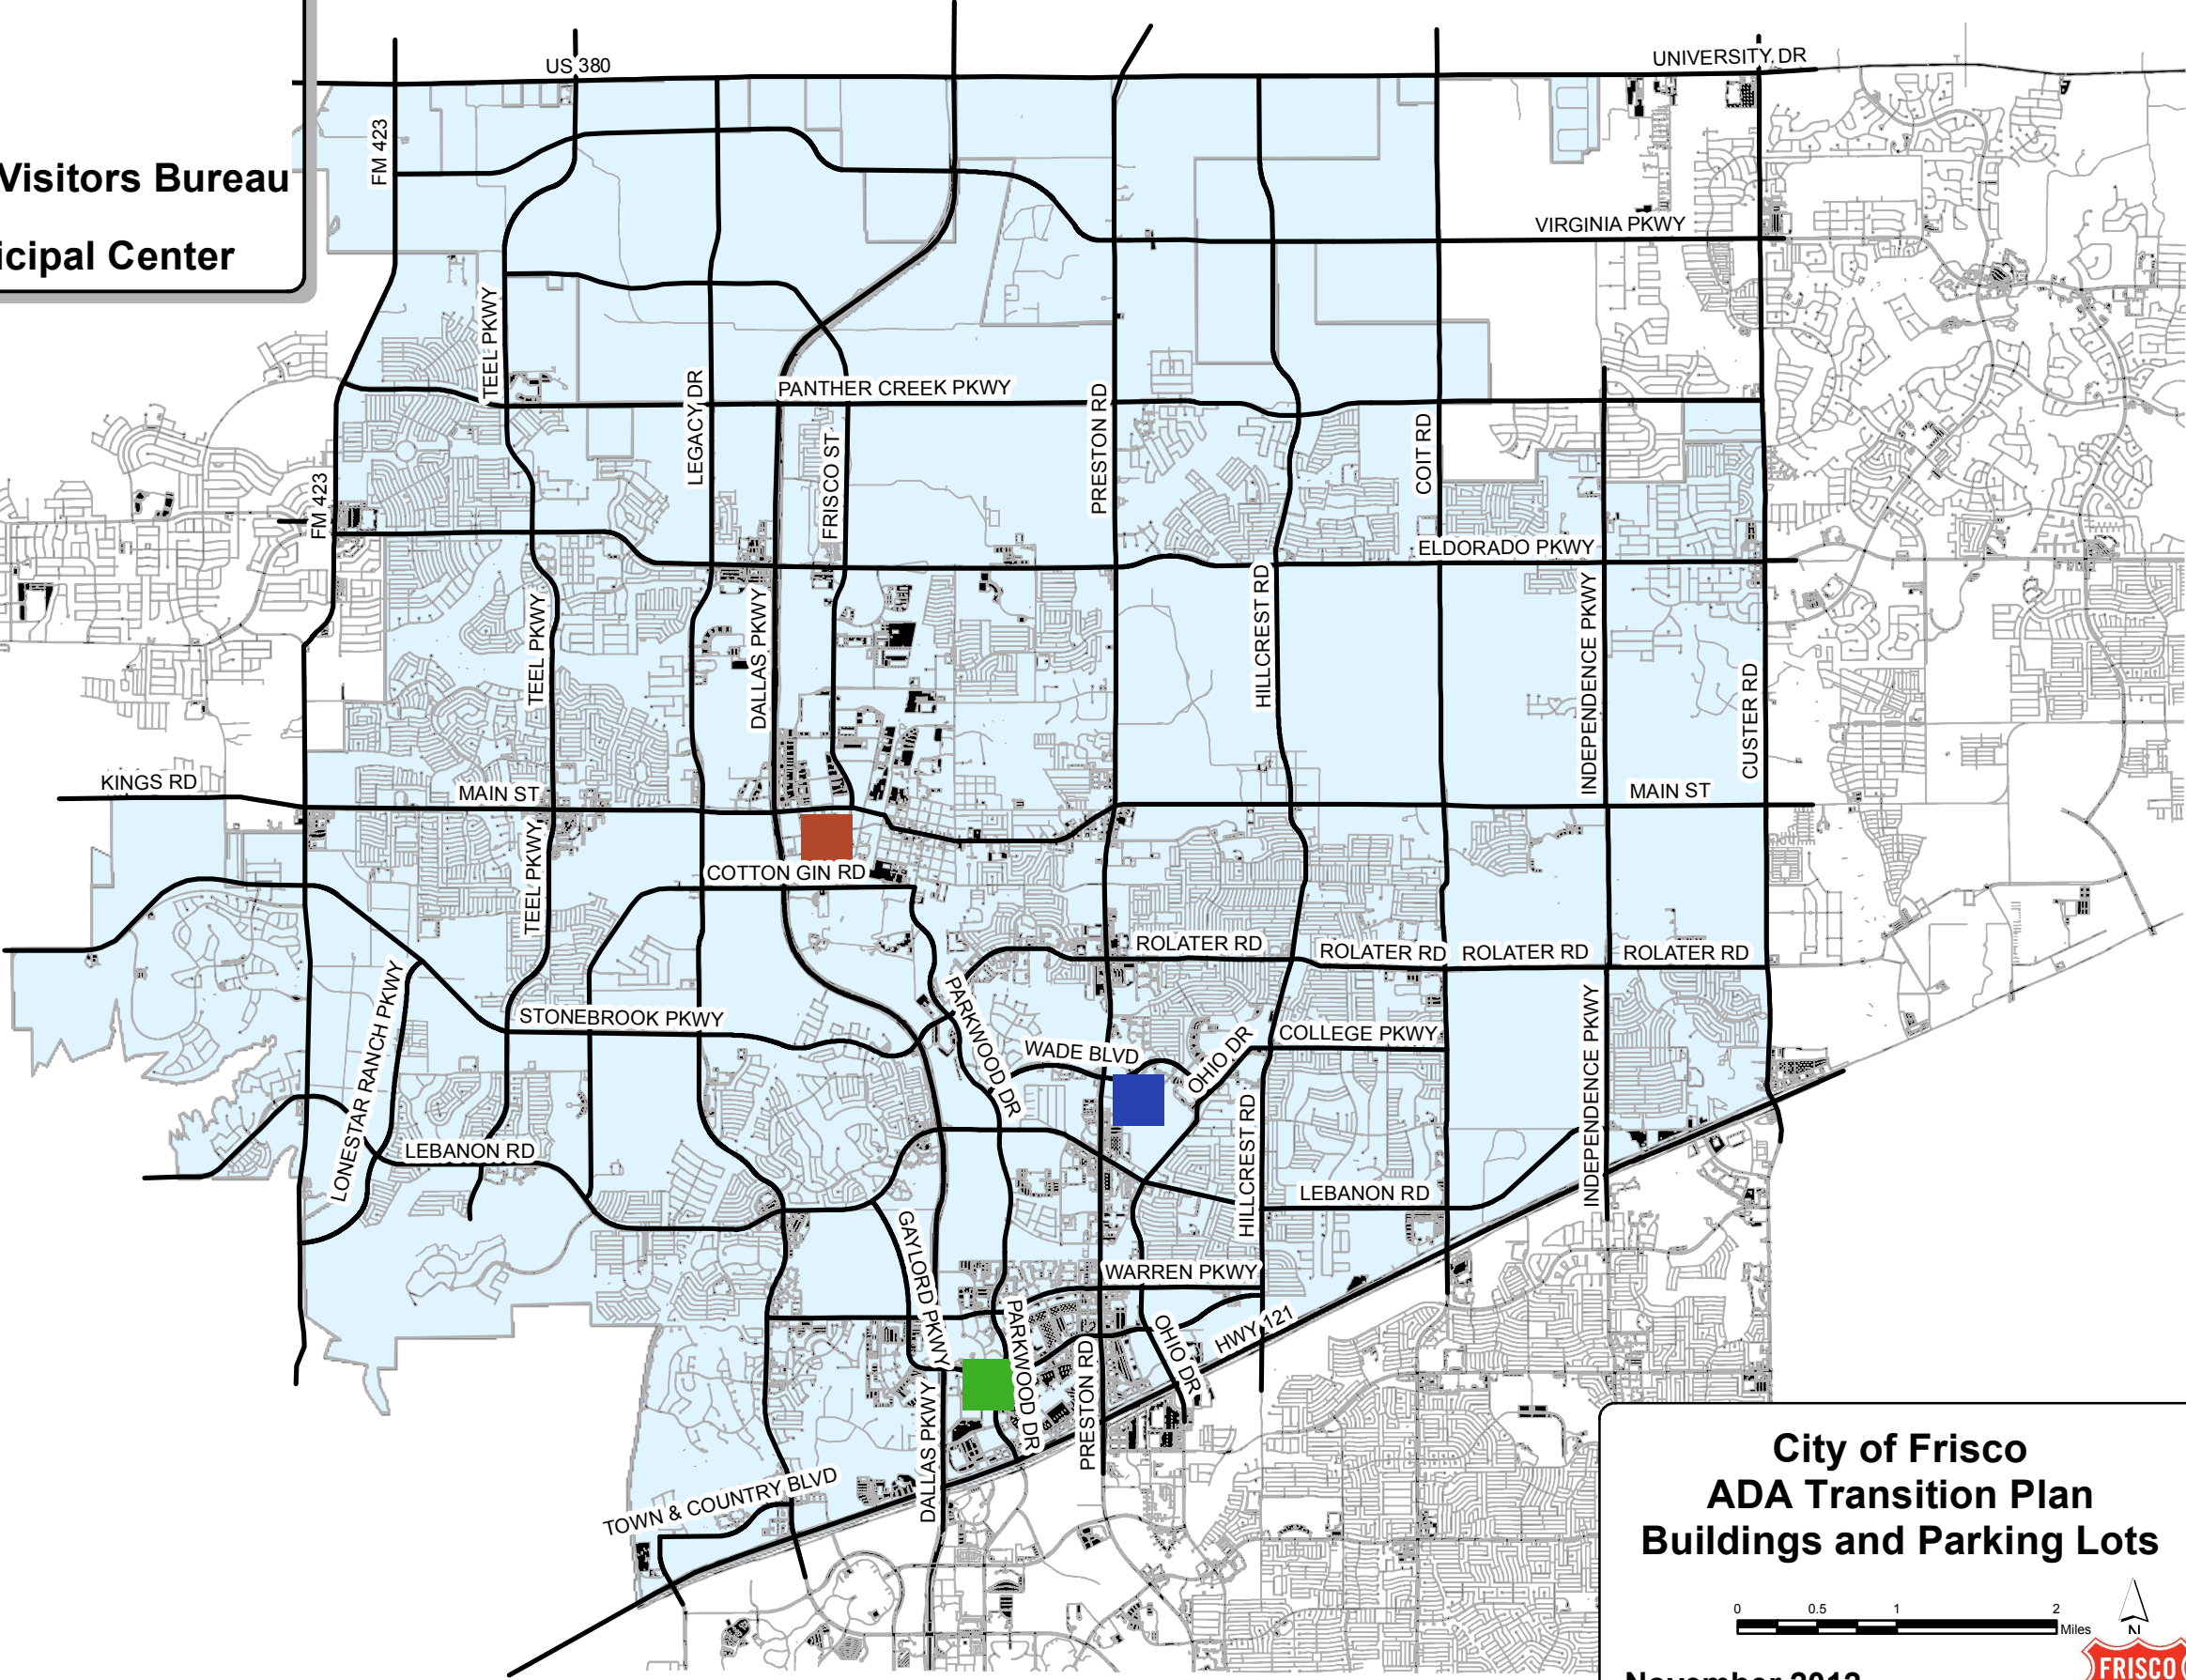 Visitors Bureau
icipal Center
US 380
UNIVERSITY DR
FM 423
VIRGINIA PKWY
TEEL PKWY
LEGACY DR
PANTHER CREEK PKWY
PRESTON RD
FRISCO ST
COIT RD
FM 423
ELDORADO PKWY
TEEL PKWY
DALLAS PKWY
HILLCREST RD
INDEPENDENCE PKWY
CUSTER RD
KINGS RD
MAIN ST
MAIN ST
TEEL PKWY
COTTON GIN RD
ROLATER RD
ROLATER RD
ROLATER RD
ROLATER RD
LONESTAR RANCH PKWY
STONEBROOK PKWY
PARKWOOD DR
WADE BLVD
OHIO DR
COLLEGE PKWY
INDEPENDENCE PKWY
LEBANON RD
HILLCREST RD
LEBANON RD
GAYLORD PKWY
WARREN PKWY
PARKWOOD DR
OHIO DR
HWY 121
DALLAS PKWY
PRESTON RD
TOWN & COUNTRY BLVD
City of Frisco
ADA Transition Plan
Buildings and Parking Lots
0 0.5 1 2
Miles
N
FRISCO